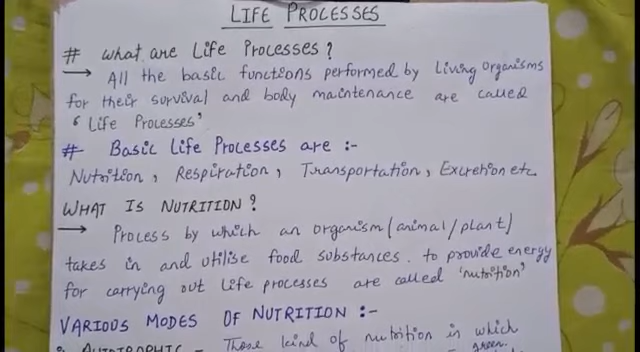 LIFE PROCESSES
# What are Life Processes?
→ All the basic functions performed by living organisms
for their survival and body maintenance are called
'Life Processes'
# Basic Life Processes are :-
Nutrition, Respiration, Transportation, Excretion etc
WHAT IS NUTRITION?
→ Process by which an organism (animal/plant)
takes in and utilise food substances. to provide energy
for carrying out life processes are called 'nutrition'
VARIOUS MODES OF NUTRITION :-
AUTOTROPHIC - Those kind of nutrition in which
green